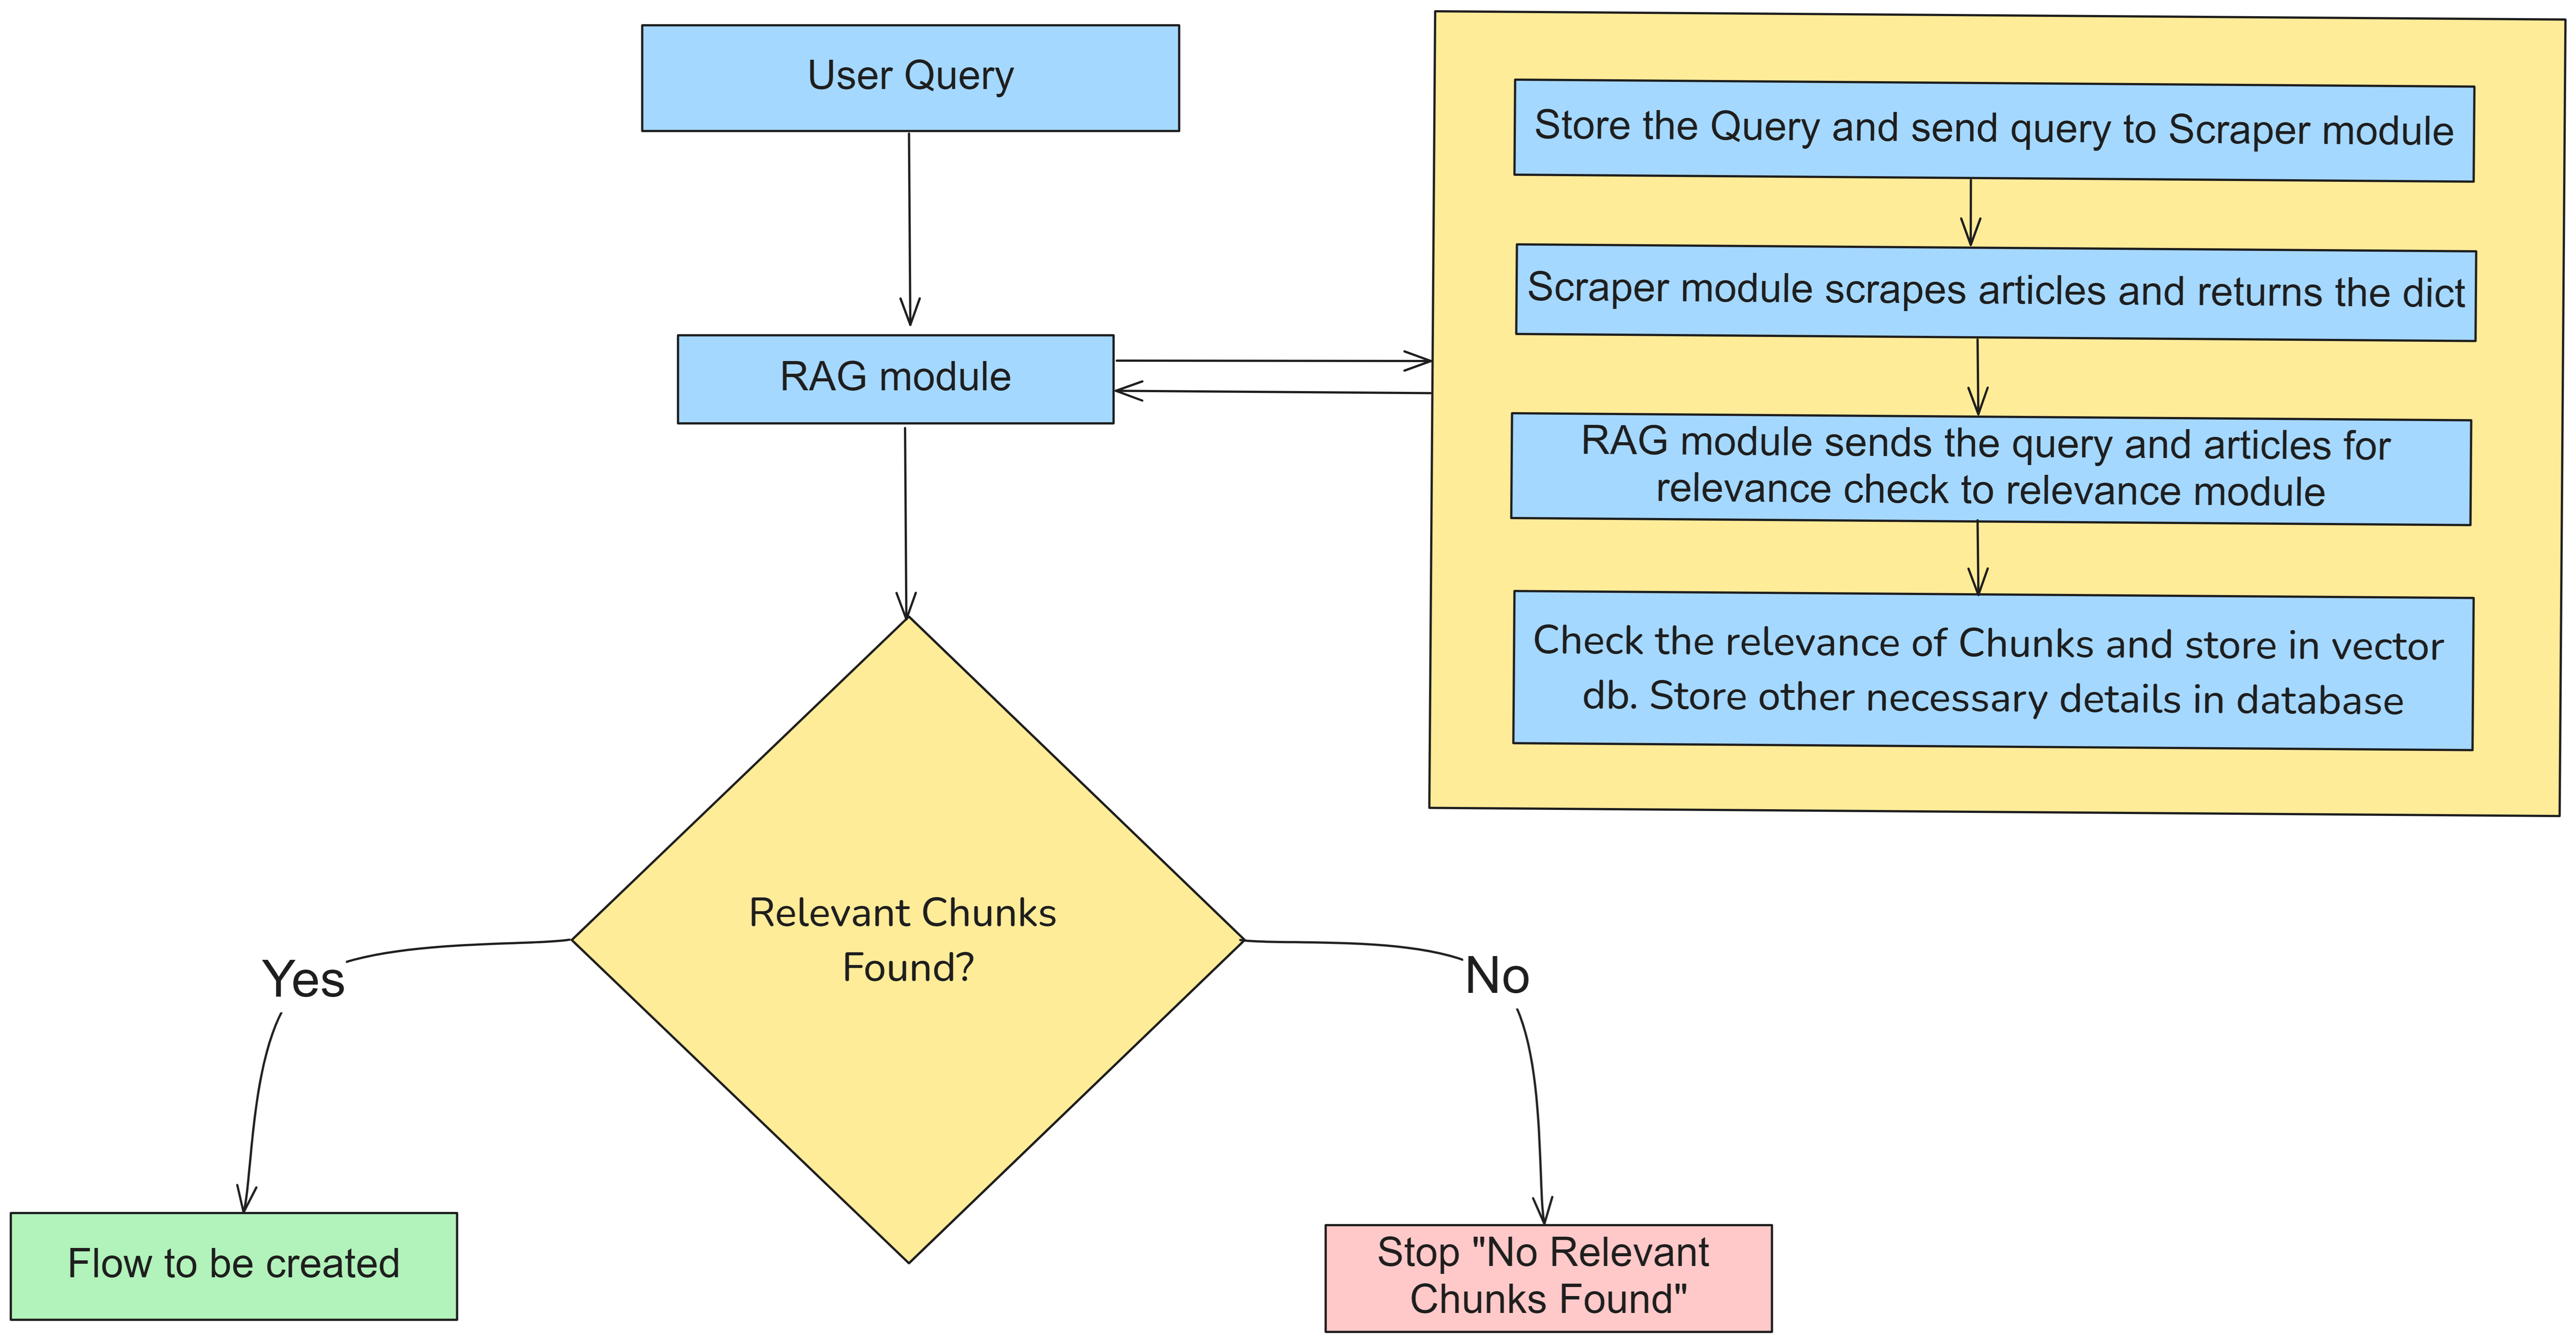 User Query
RAG module
Store the Query and send query to Scraper module
Scraper module scrapes articles and returns the dict
RAG module sends the query and articles for
relevance check to relevance module
Check the relevance of Chunks and store in vector
db. Store other necessary details in database
Relevant Chunks
Found?
Yes
No
Flow to be created
Stop "No Relevant
Chunks Found"